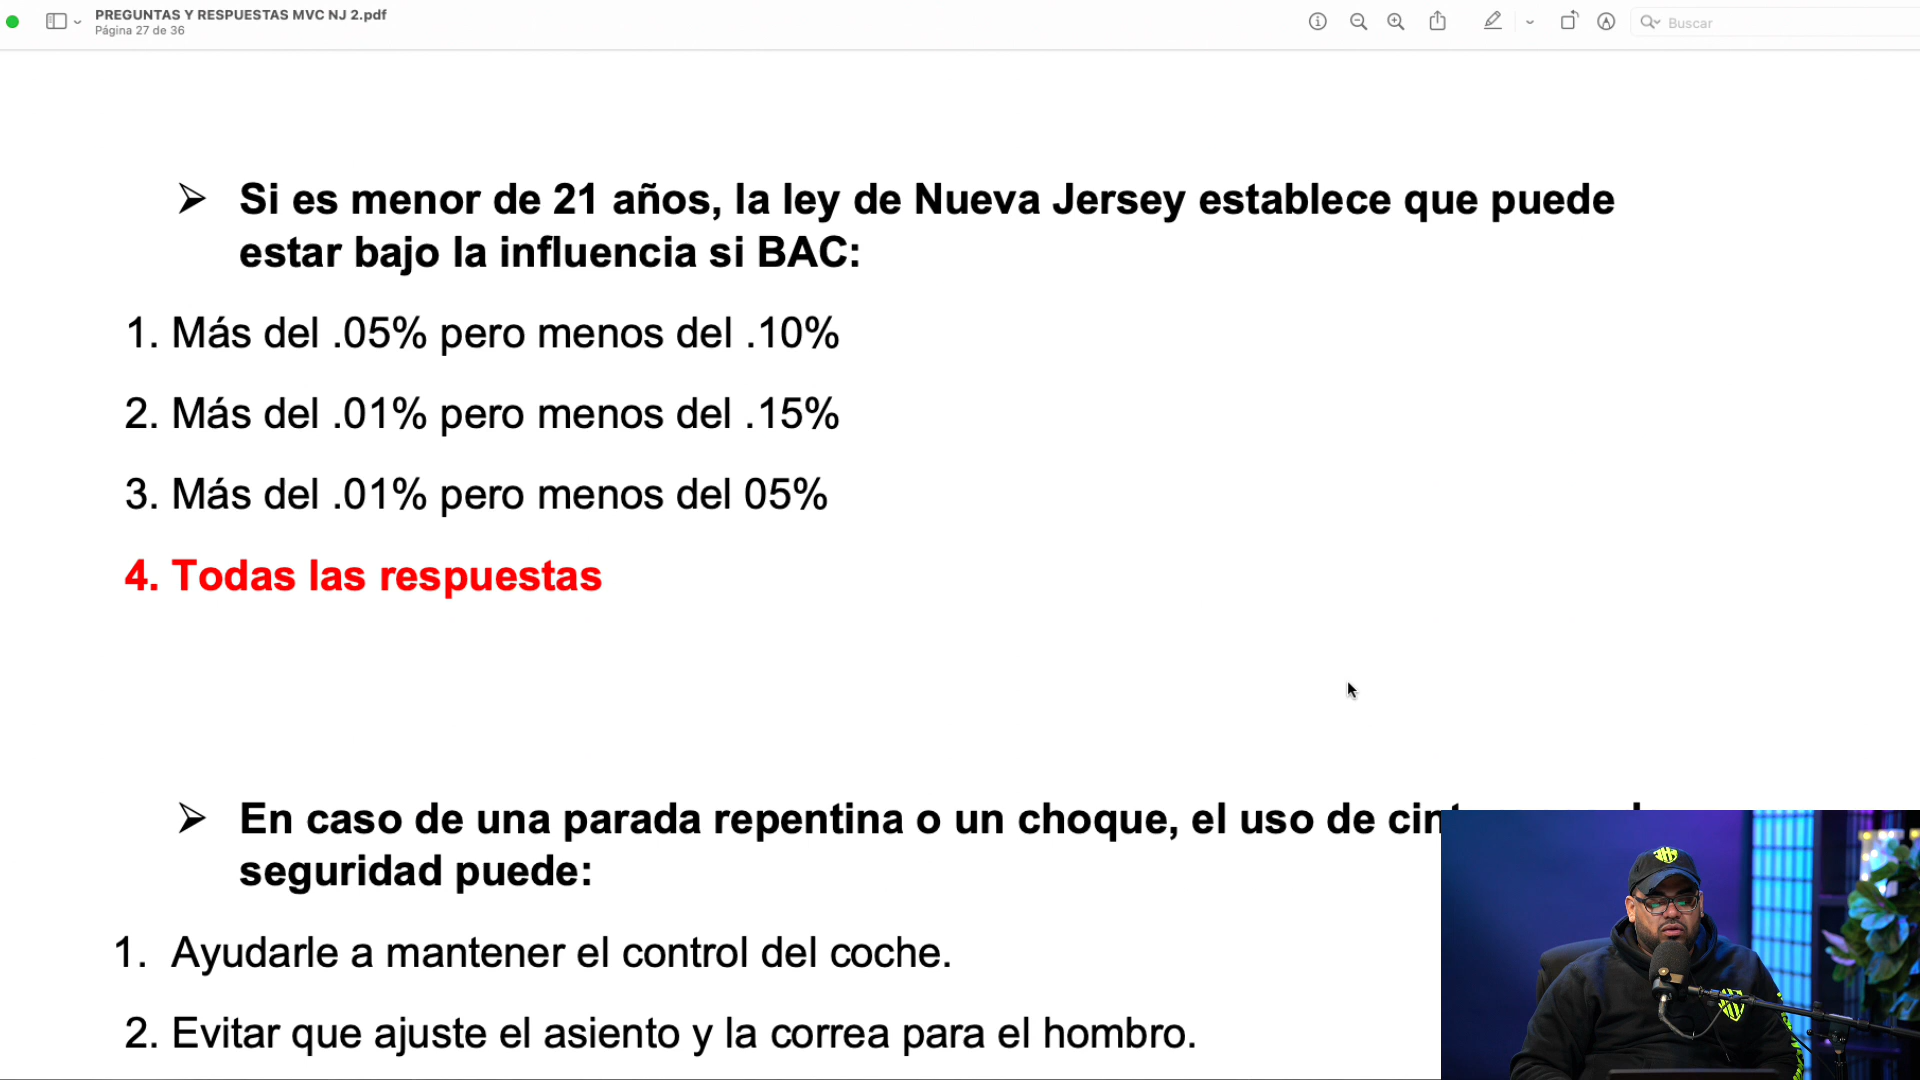 PREGUNTAS Y RESPUESTAS MVC NJ 2.pdf
Página 27 de 36
Buscar
➢ Si es menor de 21 años, la ley de Nueva Jersey establece que puede
estar bajo la influencia si BAC:
1. Más del .05% pero menos del .10%
2. Más del .01% pero menos del .15%
3. Más del .01% pero menos del 05%
4. Todas las respuestas
➢ En caso de una parada repentina o un choque, el uso de
seguridad puede:
1. Ayudarle a mantener el control del coche.
2. Evitar que ajuste el asiento y la correa para el hombro.